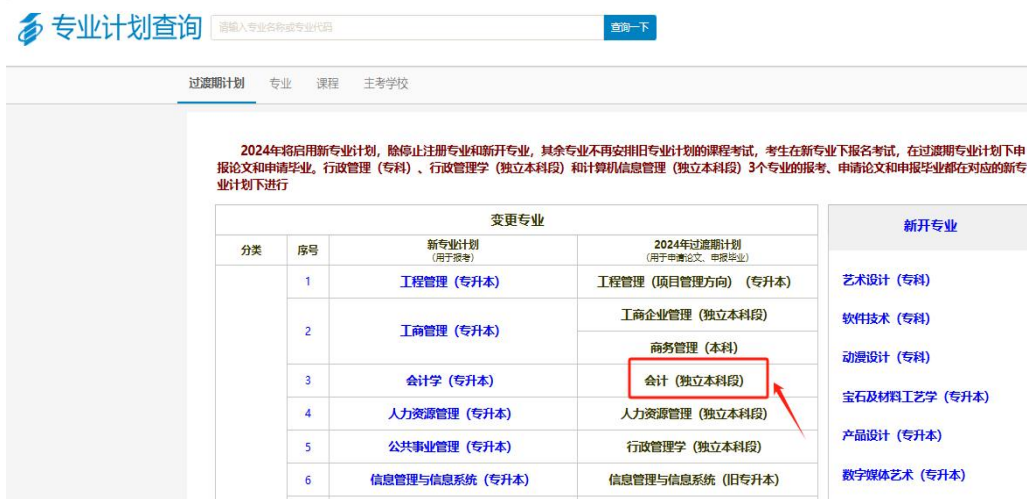 专业计划查询
请输入专业名称或专业代码
查询一下
过渡期计划 专业 课程 主考学校
2024年将启用新专业计划，除停止注册专业和新开专业，其余专业不再安排旧专业计划的课程考试，考生在新专业下报名考试，在过渡期专业计划下申
报论文和申请毕业。行政管理（专科）、行政管理学（独立本科段）和计算机信息管理（独立本科段）3个专业的报考、申请论文和申报毕业都在对应的新专
业计划下进行
变更专业
新开专业
分类 序号 新专业计划 2024年过渡期计划
（用于报考） （用于申请论文、申报毕业）
1 工程管理（专升本） 工程管理（项目管理方向）（专升本）
艺术设计（专科）
2 工商管理（专升本） 工商企业管理（独立本科段）
软件技术（专科）
商务管理（本科）
动漫设计（专科）
3 会计学（专升本） 会计（独立本科段）
宝石及材料工艺学（专升本）
4 人力资源管理（专升本） 人力资源管理（独立本科段）
产品设计（专升本）
5 公共事业管理（专升本） 行政管理学（独立本科段）
数字媒体艺术（专升本）
6 信息管理与信息系统（专升本） 信息管理与信息系统（旧专升本）